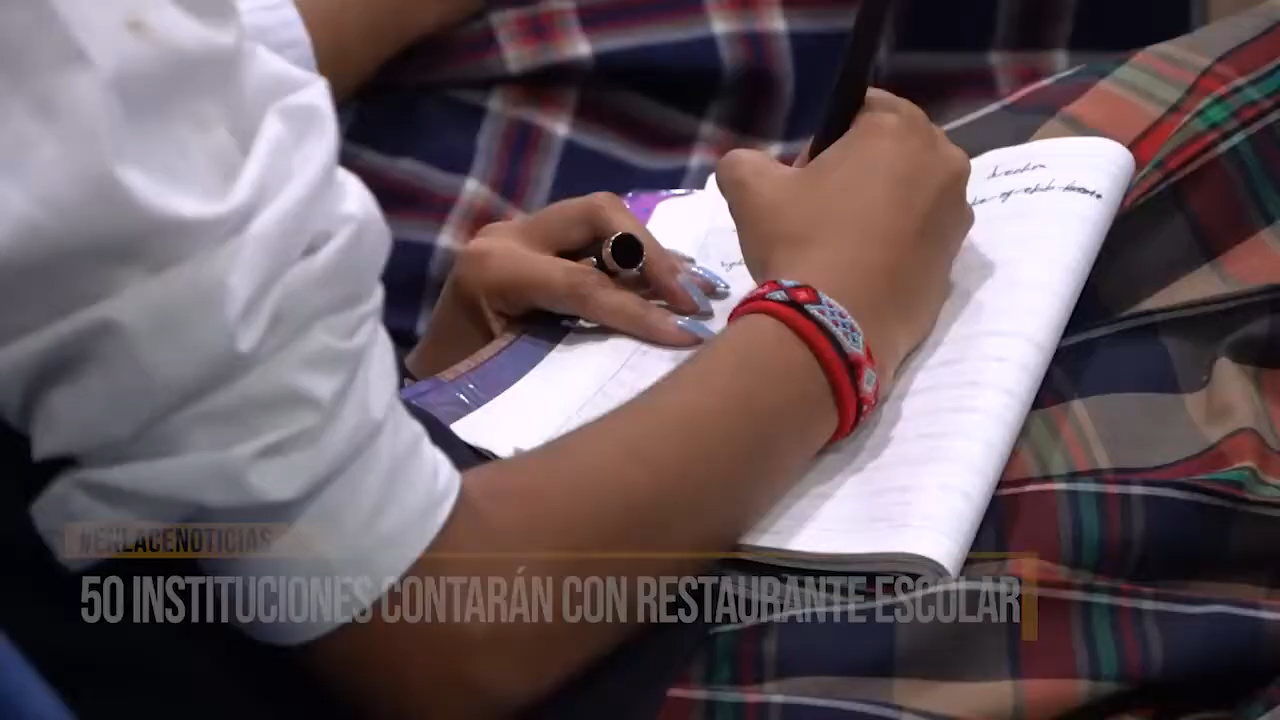 #ENLACENOTICIAS
50 INSTITUCIONES CONTARÁN CON RESTAURANTE ESCOLAR